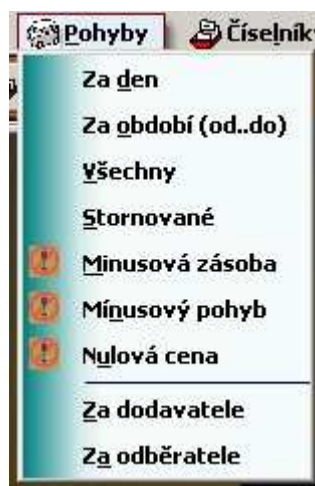 Pohyby Číselník
Za den
Za období (od..do)
Všechny
Stornované
Minusová zásoba
Mínusový pohyb
Nulová cena
Za dodavatele
Za odběratele